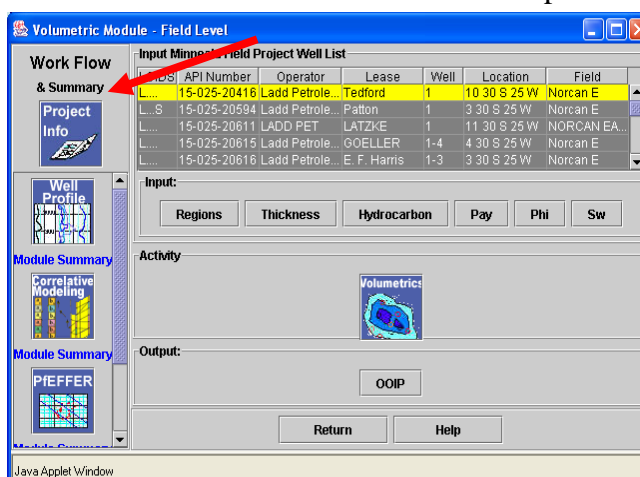 Volumetric Module - Field Level
Work Flow
& Summary
Project
Info
Well
Profile
Module Summary
Correlative
Modeling
Module Summary
PfEFFER
Input Minneola Field Project Well List
API Number Operator Lease Well Location Field
L... 15-025-20416 Ladd Petrole... Tedford 1 10 30 S 25 W Norcan E
L...S 15-025-20594 Ladd Petrole... Patton 1 3 30 S 25 W Norcan E
L... 15-025-20611 LADD PET LATZKE 1 11 30 S 25 W NORCAN EA...
L... 15-025-20615 Ladd Petrole... GOELLER 1-4 4 30 S 25 W Norcan E
L... 15-025-20616 Ladd Petrole... E. F. Harris 1-3 3 30 S 25 W Norcan E
Input:
Regions Thickness Hydrocarbon Pay Phi Sw
Activity
Volumetrics
Output:
OOIP
Return Help
Java Applet Window